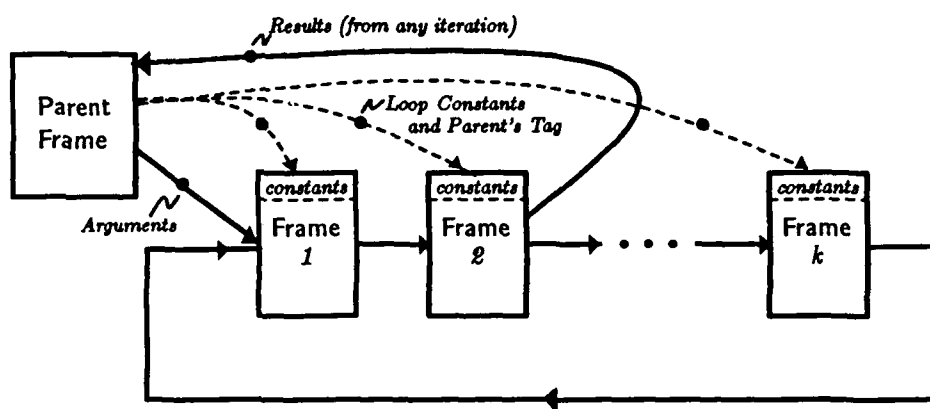 Results (from any iteration)
Parent
Frame
Loop Constants
and Parent's Tag
Arguments
constants
Frame
1
constants
Frame
2
constants
Frame
k